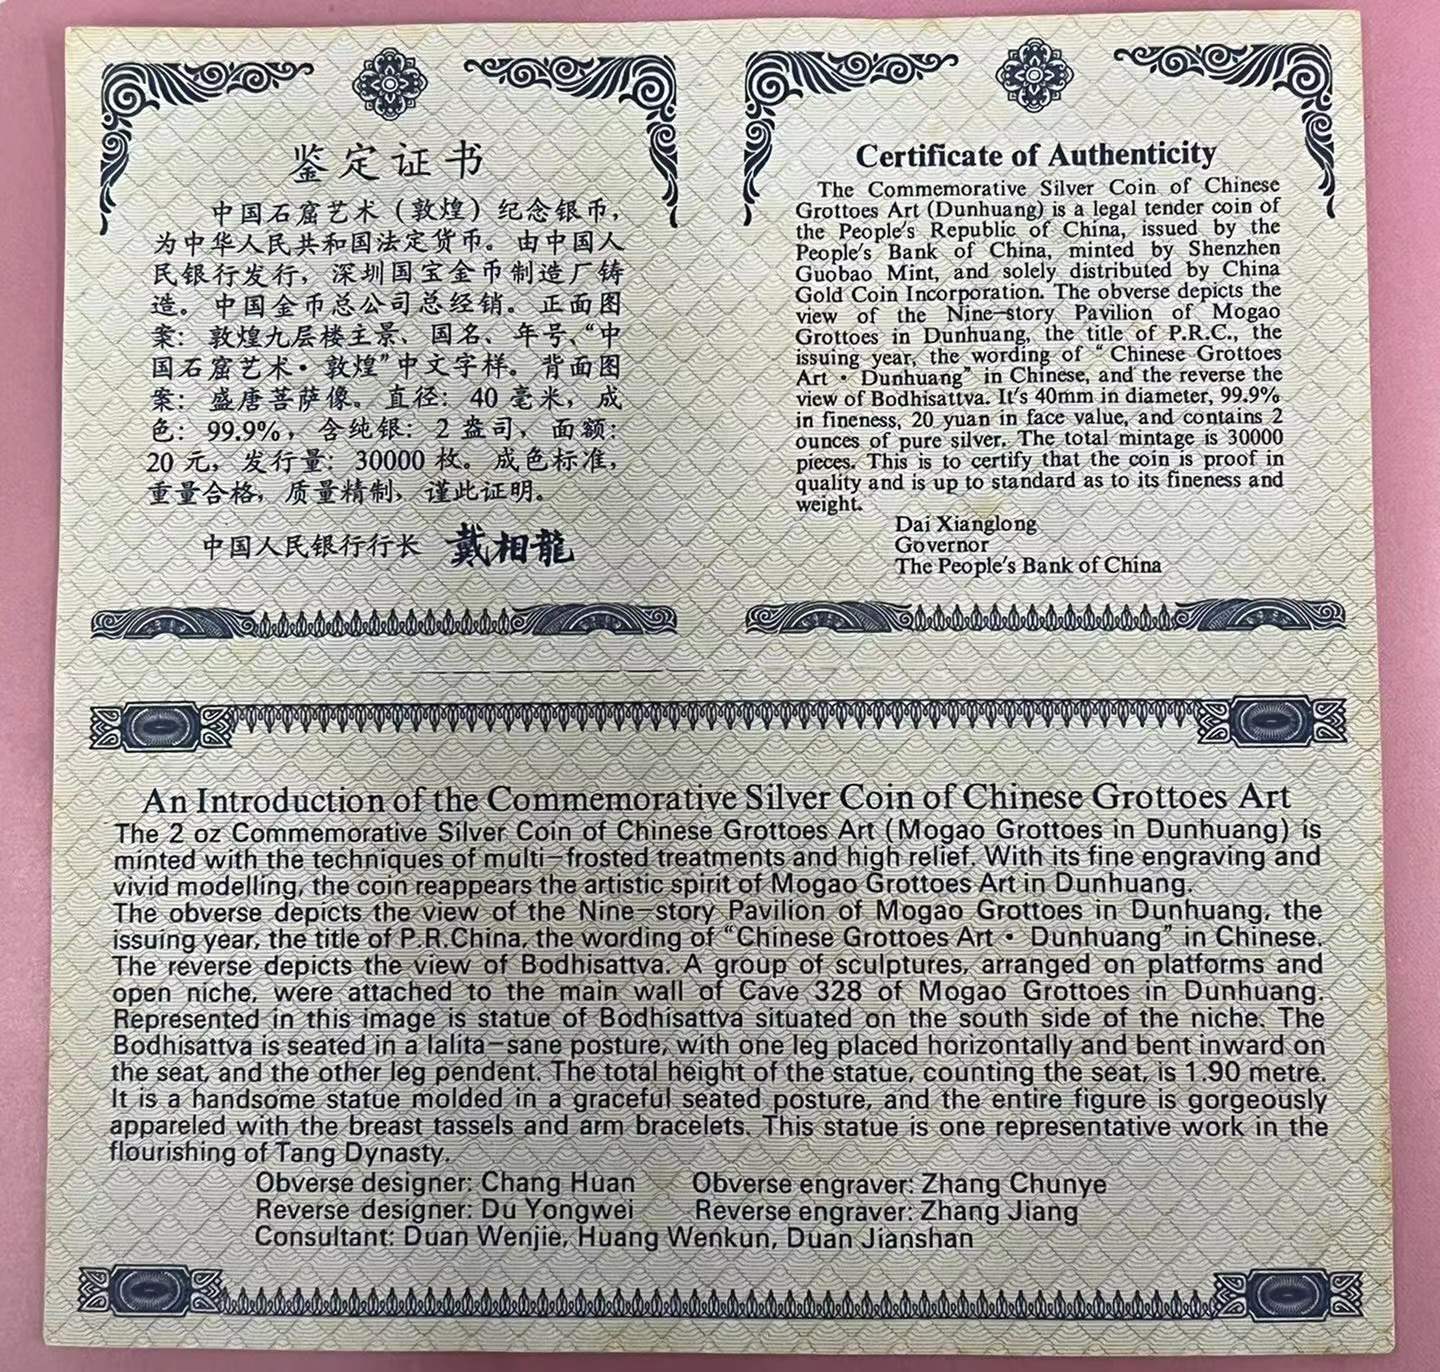 鉴定证书
中国石窟艺术（敦煌）纪念银币，
为中华人民共和国法定货币。由中国人
民银行发行，深圳国宝金币制造厂铸
造。中国金币总公司总经销。正面图
案：敦煌九层楼主景、国名、年号、“中
国石窟艺术·敦煌”中文字样。背面图
案：盛唐菩萨像。直径：40 毫米，成
色：99.9%，含纯银：2 盎司，面额：
20 元，发行量：30000 枚。成色标准，
重量合格，质量精制，谨此证明。
中国人民银行行长 戴相龍
Certificate of Authenticity
The Commemorative Silver Coin of Chinese
Grottoes Art (Dunhuang) is a legal tender coin of
the People's Republic of China, issued by the
People's Bank of China, minted by Shenzhen
Guobao Mint, and solely distributed by China
Gold Coin Incorporation. The obverse depicts the
view of the Nine-story Pavilion of Mogao
Grottoes in Dunhuang, the title of P.R.C., the
issuing year, the wording of “Chinese Grottoes
Art · Dunhuang” in Chinese, and the reverse the
view of Bodhisattva. It's 40mm in diameter, 99.9%
in fineness, 20 yuan in face value, and contains 2
ounces of pure silver. The total mintage is 30000
pieces. This is to certify that the coin is proof in
quality and is up to standard as to its fineness and
weight.
Dai Xianglong
Governor
The People's Bank of China
An Introduction of the Commemorative Silver Coin of Chinese Grottoes Art
The 2 oz Commemorative Silver Coin of Chinese Grottoes Art (Mogao Grottoes in Dunhuang) is
minted with the techniques of multi-frosted treatments and high relief. With its fine engraving and
vivid modelling, the coin reappears the artistic spirit of Mogao Grottoes Art in Dunhuang.
The obverse depicts the view of the Nine-story Pavilion of Mogao Grottoes in Dunhuang, the
issuing year, the title of P.R.China, the wording of “Chinese Grottoes Art · Dunhuang” in Chinese.
The reverse depicts the view of Bodhisattva. A group of sculptures, arranged on platforms and
open niche, were attached to the main wall of Cave 328 of Mogao Grottoes in Dunhuang.
Represented in this image is statue of Bodhisattva situated on the south side of the niche. The
Bodhisattva is seated in a lalita-sane posture, with one leg placed horizontally and bent inward on
the seat, and the other leg pendent. The total height of the statue, counting the seat, is 1.90 metre.
It is a handsome statue molded in a graceful seated posture, and the entire figure is gorgeously
appareled with the breast tassels and arm bracelets. This statue is one representative work in the
flourishing of Tang Dynasty.
Obverse designer: Chang Huan Obverse engraver: Zhang Chunye
Reverse designer: Du Yongwei Reverse engraver: Zhang Jiang
Consultant: Duan Wenjie, Huang Wenkun, Duan Jianshan